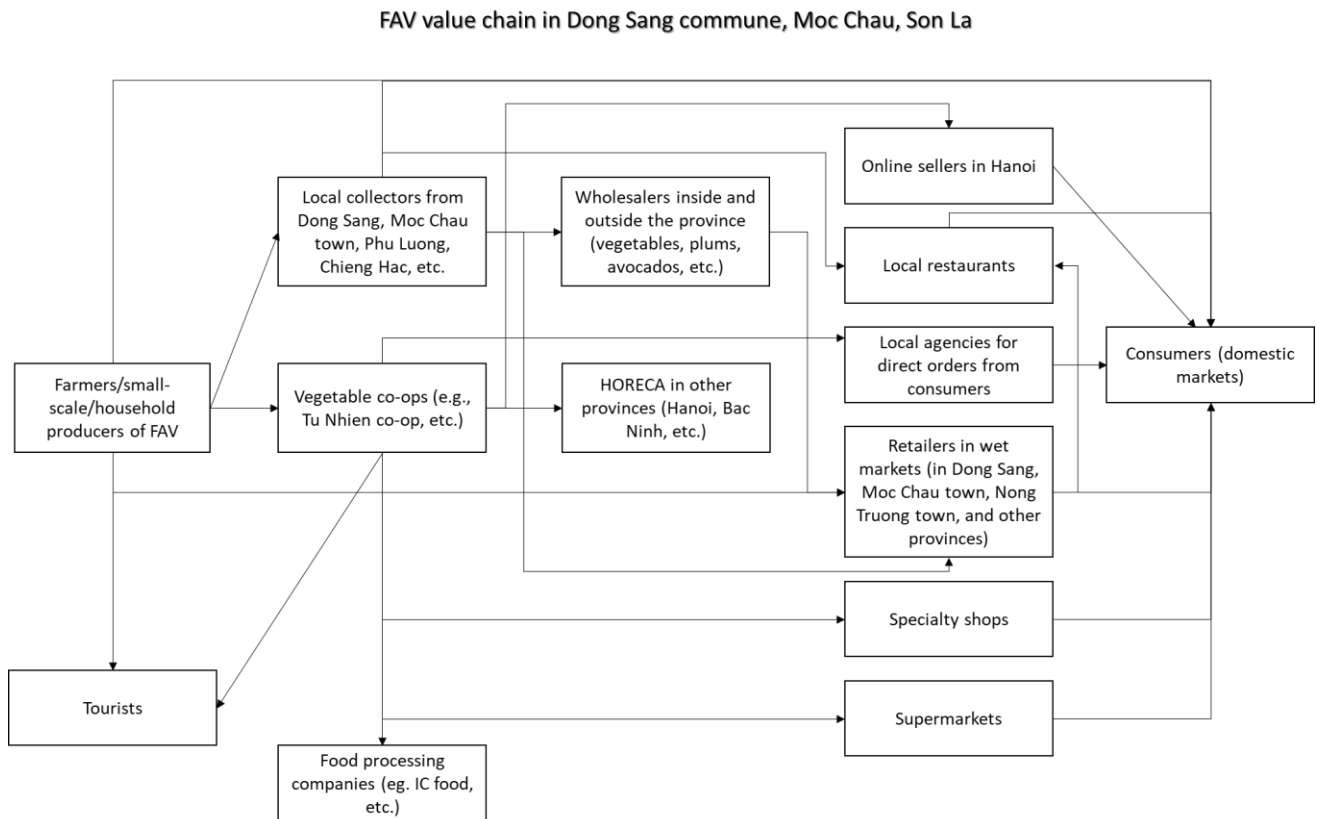 FAV value chain in Dong Sang commune, Moc Chau, Son La
Online sellers in Hanoi
Local collectors from
Dong Sang, Moc Chau
town, Phu Luong,
Chieng Hac, etc.
Wholesalers inside and
outside the province
(vegetables, plums,
avocados, etc.)
Local restaurants
Farmers/small-
scale/household
producers of FAV
Vegetable co-ops (e.g.,
Tu Nhien co-op, etc.)
HORECA in other
provinces (Hanoi, Bac
Ninh, etc.)
Local agencies for
direct orders from
consumers
Consumers (domestic
markets)
Retailers in wet
markets (in Dong Sang,
Moc Chau town, Nong
Truong town, and other
provinces)
Specialty shops
Tourists
Supermarkets
Food processing
companies (eg. IC food,
etc.)